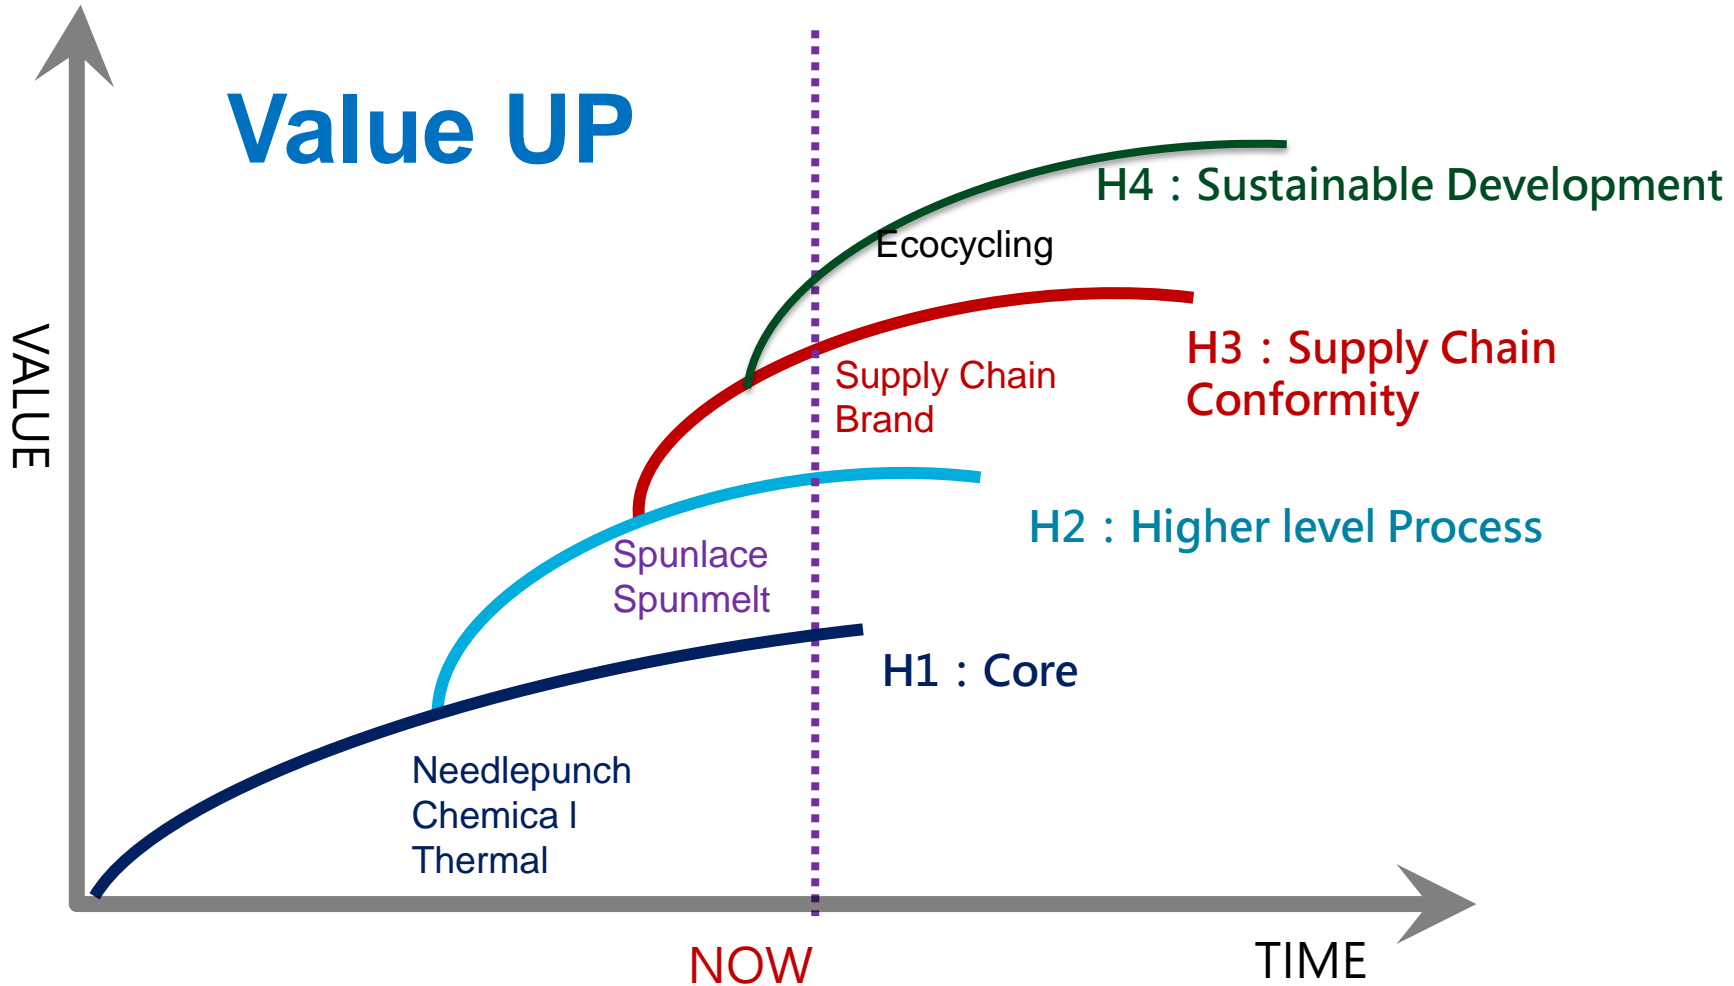 Value UP
H4：Sustainable Development
Ecocycling
VALUE
H3：Supply Chain
Conformity
Supply Chain
Brand
H2：Higher level Process
Spunlace
Spunmelt
H1：Core
Needlepunch
Chemica l
Thermal
NOW
TIME